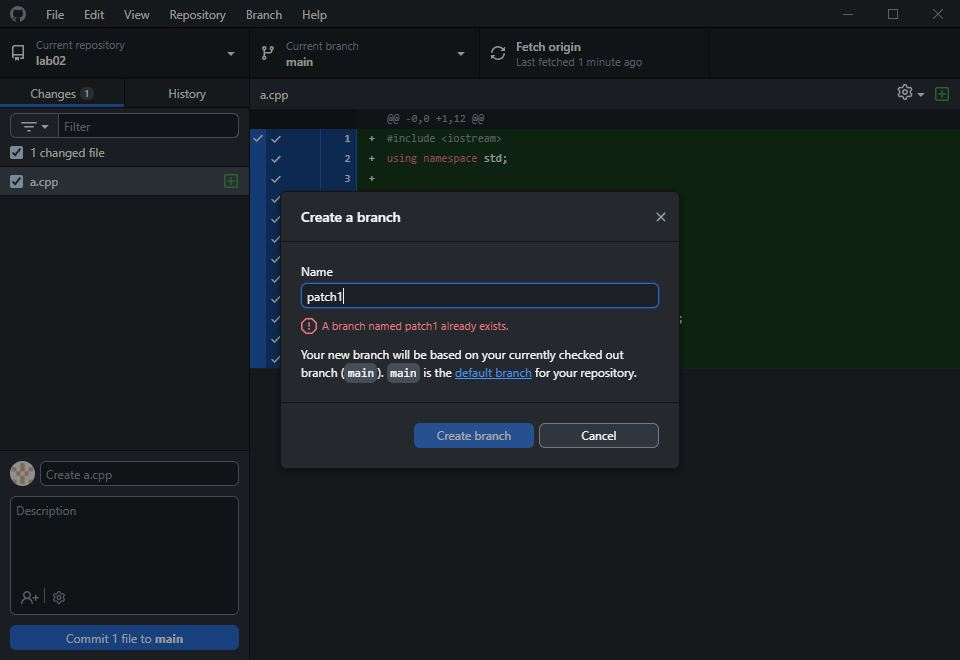 File Edit View Repository Branch Help
Current repository
lab02
Current branch
main
Fetch origin
Last fetched 1 minute ago
Changes 1
History
a.cpp
Filter
1 changed file
a.cpp
@@ -0,0 +1,12 @@
1 + #include <iostream>
2 + using namespace std;
3 +
;
Create a branch
Name
patch1
A branch named patch1 already exists.
Your new branch will be based on your currently checked out
branch (main). main is the default branch for your repository.
Create branch
Cancel
Create a.cpp
Description
Commit 1 file to main